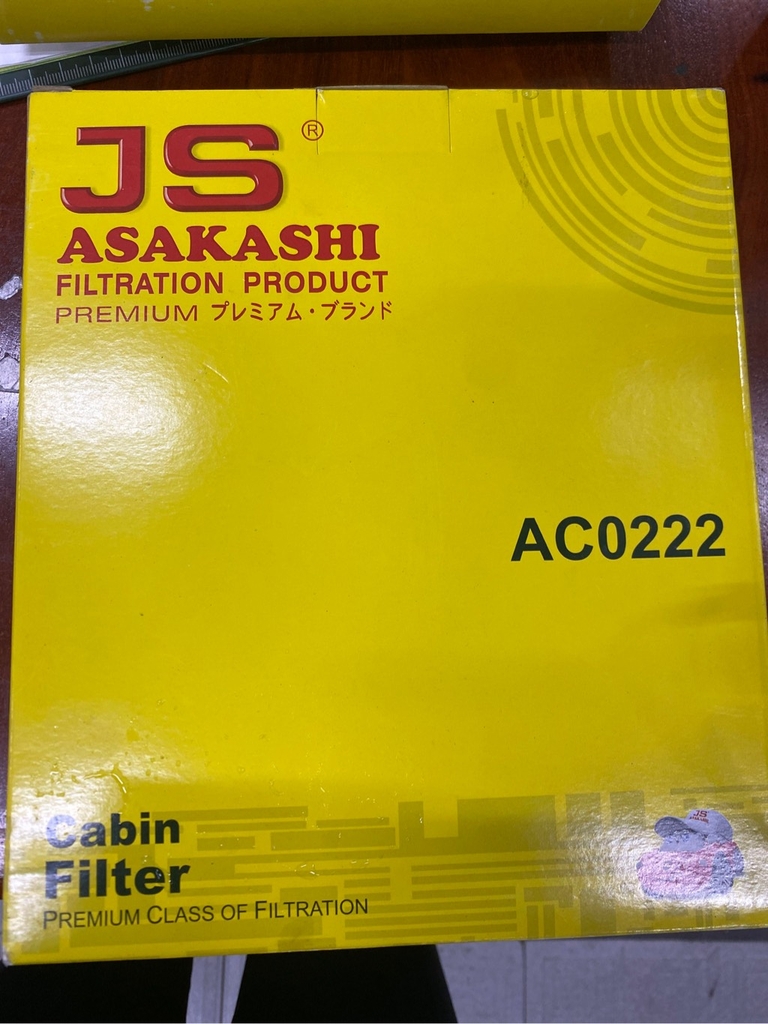 JS®
ASAKASHI
FILTRATION PRODUCT
PREMIUM プレミアム・ブランド
AC0222
Cabin
Filter
PREMIUM CLASS OF FILTRATION
JS